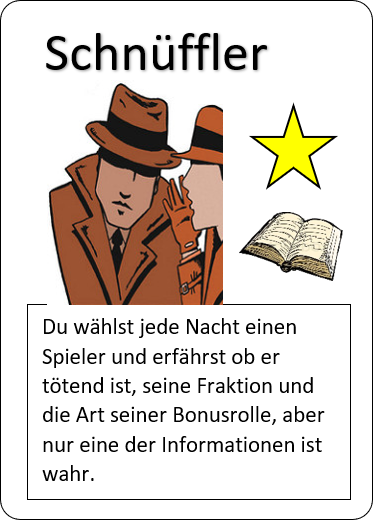 Schnüffler
Du wählst jede Nacht einen
Spieler und erfährst ob er
tötend ist, seine Fraktion und
die Art seiner Bonusrolle, aber
nur eine der Informationen ist
wahr.